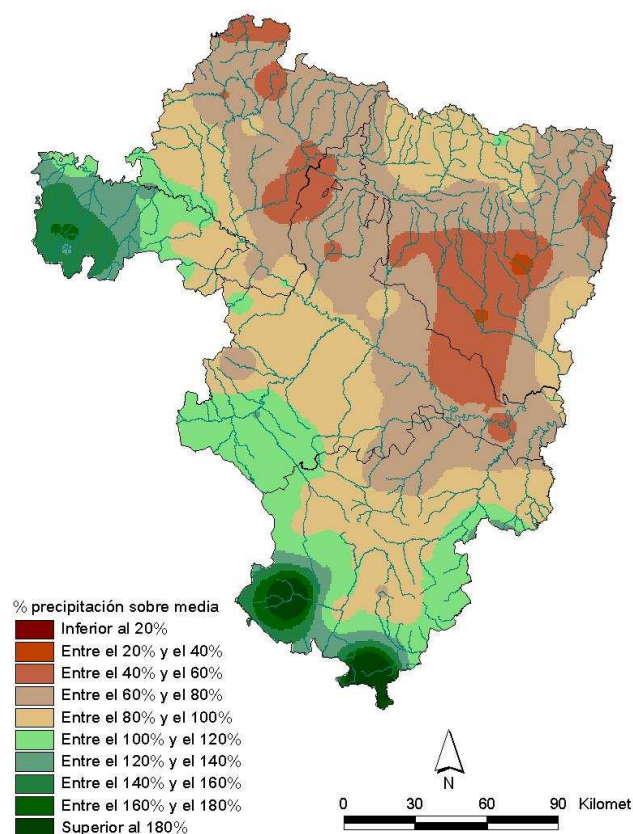 % precipitación sobre media
Inferior al 20%
Entre el 20% y el 40%
Entre el 40% y el 60%
Entre el 60% y el 80%
Entre el 80% y el 100%
Entre el 100% y el 120%
Entre el 120% y el 140%
Entre el 140% y el 160%
Entre el 160% y el 180%
Superior al 180%
N
0 30 60 90 Kilomet